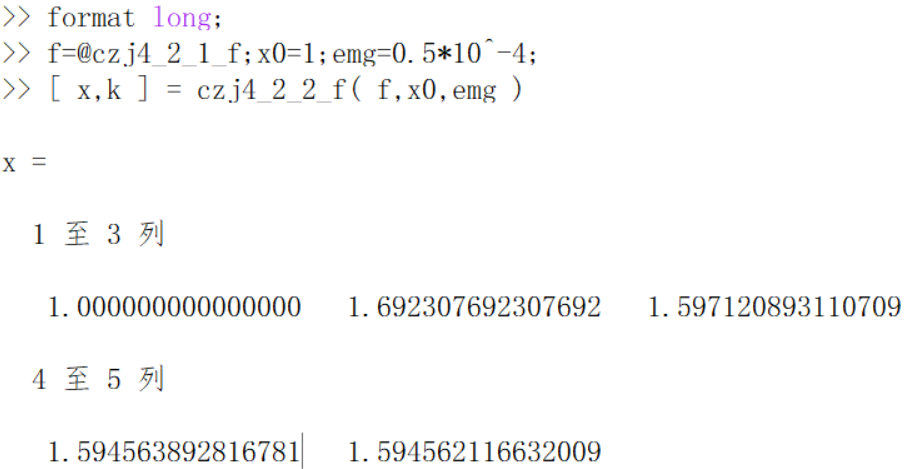 >> format long;
>> f=@czj4_2_1_f;x0=1;emg=0.5*10^-4;
>> [ x,k ] = czj4_2_2_f( f,x0,emg )
x =
1 至 3 列
1.000000000000000 1.692307692307692 1.597120893110709
4 至 5 列
1.594563892816781 1.594562116632009